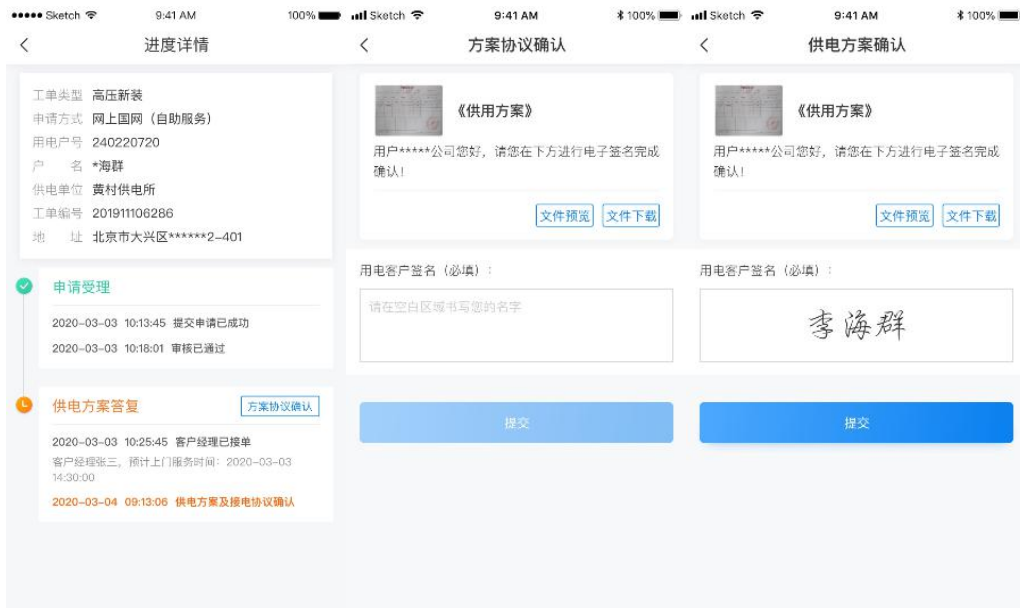 Sketch
9:41 AM
100%
进度详情
工单类型 高压新装
申请方式 网上国网（自助服务）
用电户号 240220720
户 名 *海群
供电单位 黄村供电所
工单编号 201911106286
地 址 北京市大兴区******2-401
申请受理
2020-03-03 10:13:45 提交申请已成功
2020-03-03 10:18:01 审核已通过
供电方案答复
方案协议确认
2020-03-03 10:25:45 客户经理已接单
客户经理张三，预计上门服务时间：2020-03-03
14:30:00
2020-03-04 09:13:06 供电方案及接电协议确认
Sketch
9:41 AM
100%
方案协议确认
《供用方案》
用户*****公司您好，请您在下方进行电子签名完成
确认！
文件预览
文件下载
用电客户签名（必填）：
请在空白区域书写您的名字
提交
Sketch
9:41 AM
100%
供电方案确认
《供用方案》
用户*****公司您好，请您在下方进行电子签名完成
确认！
文件预览
文件下载
用电客户签名（必填）：
李海群
提交